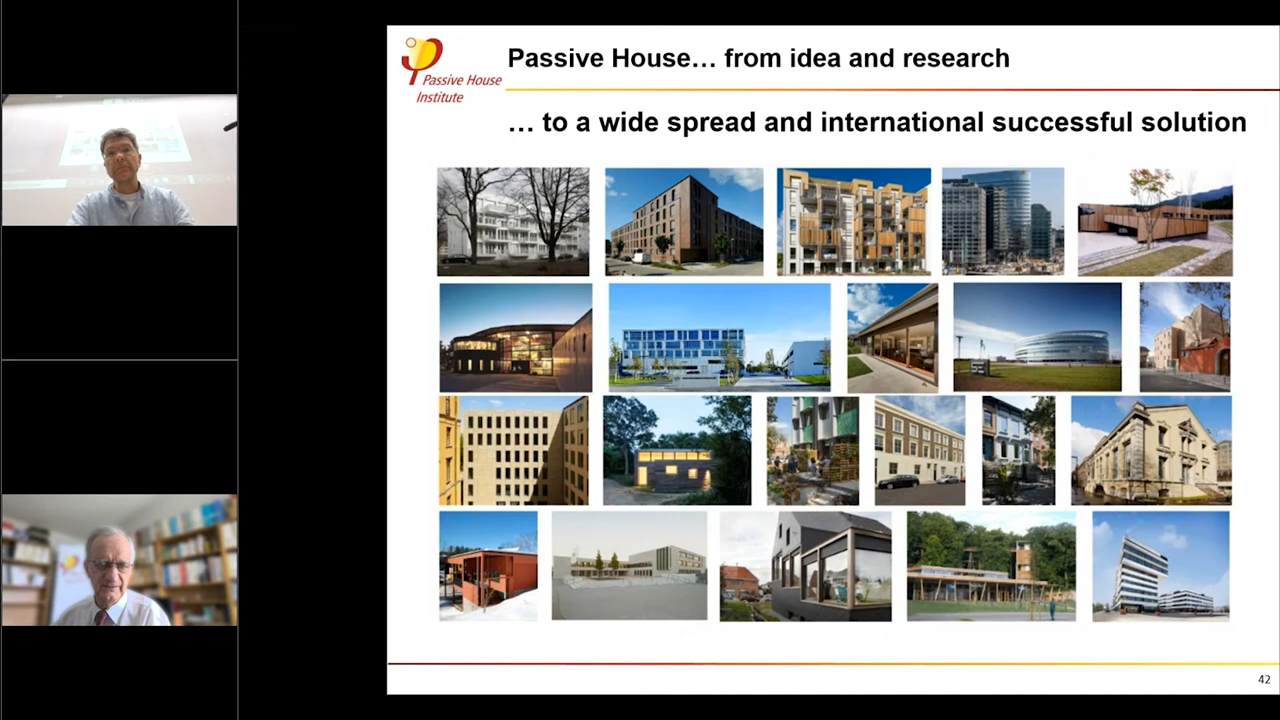 Passive House
Institute
Passive House… from idea and research
… to a wide spread and international successful solution
42